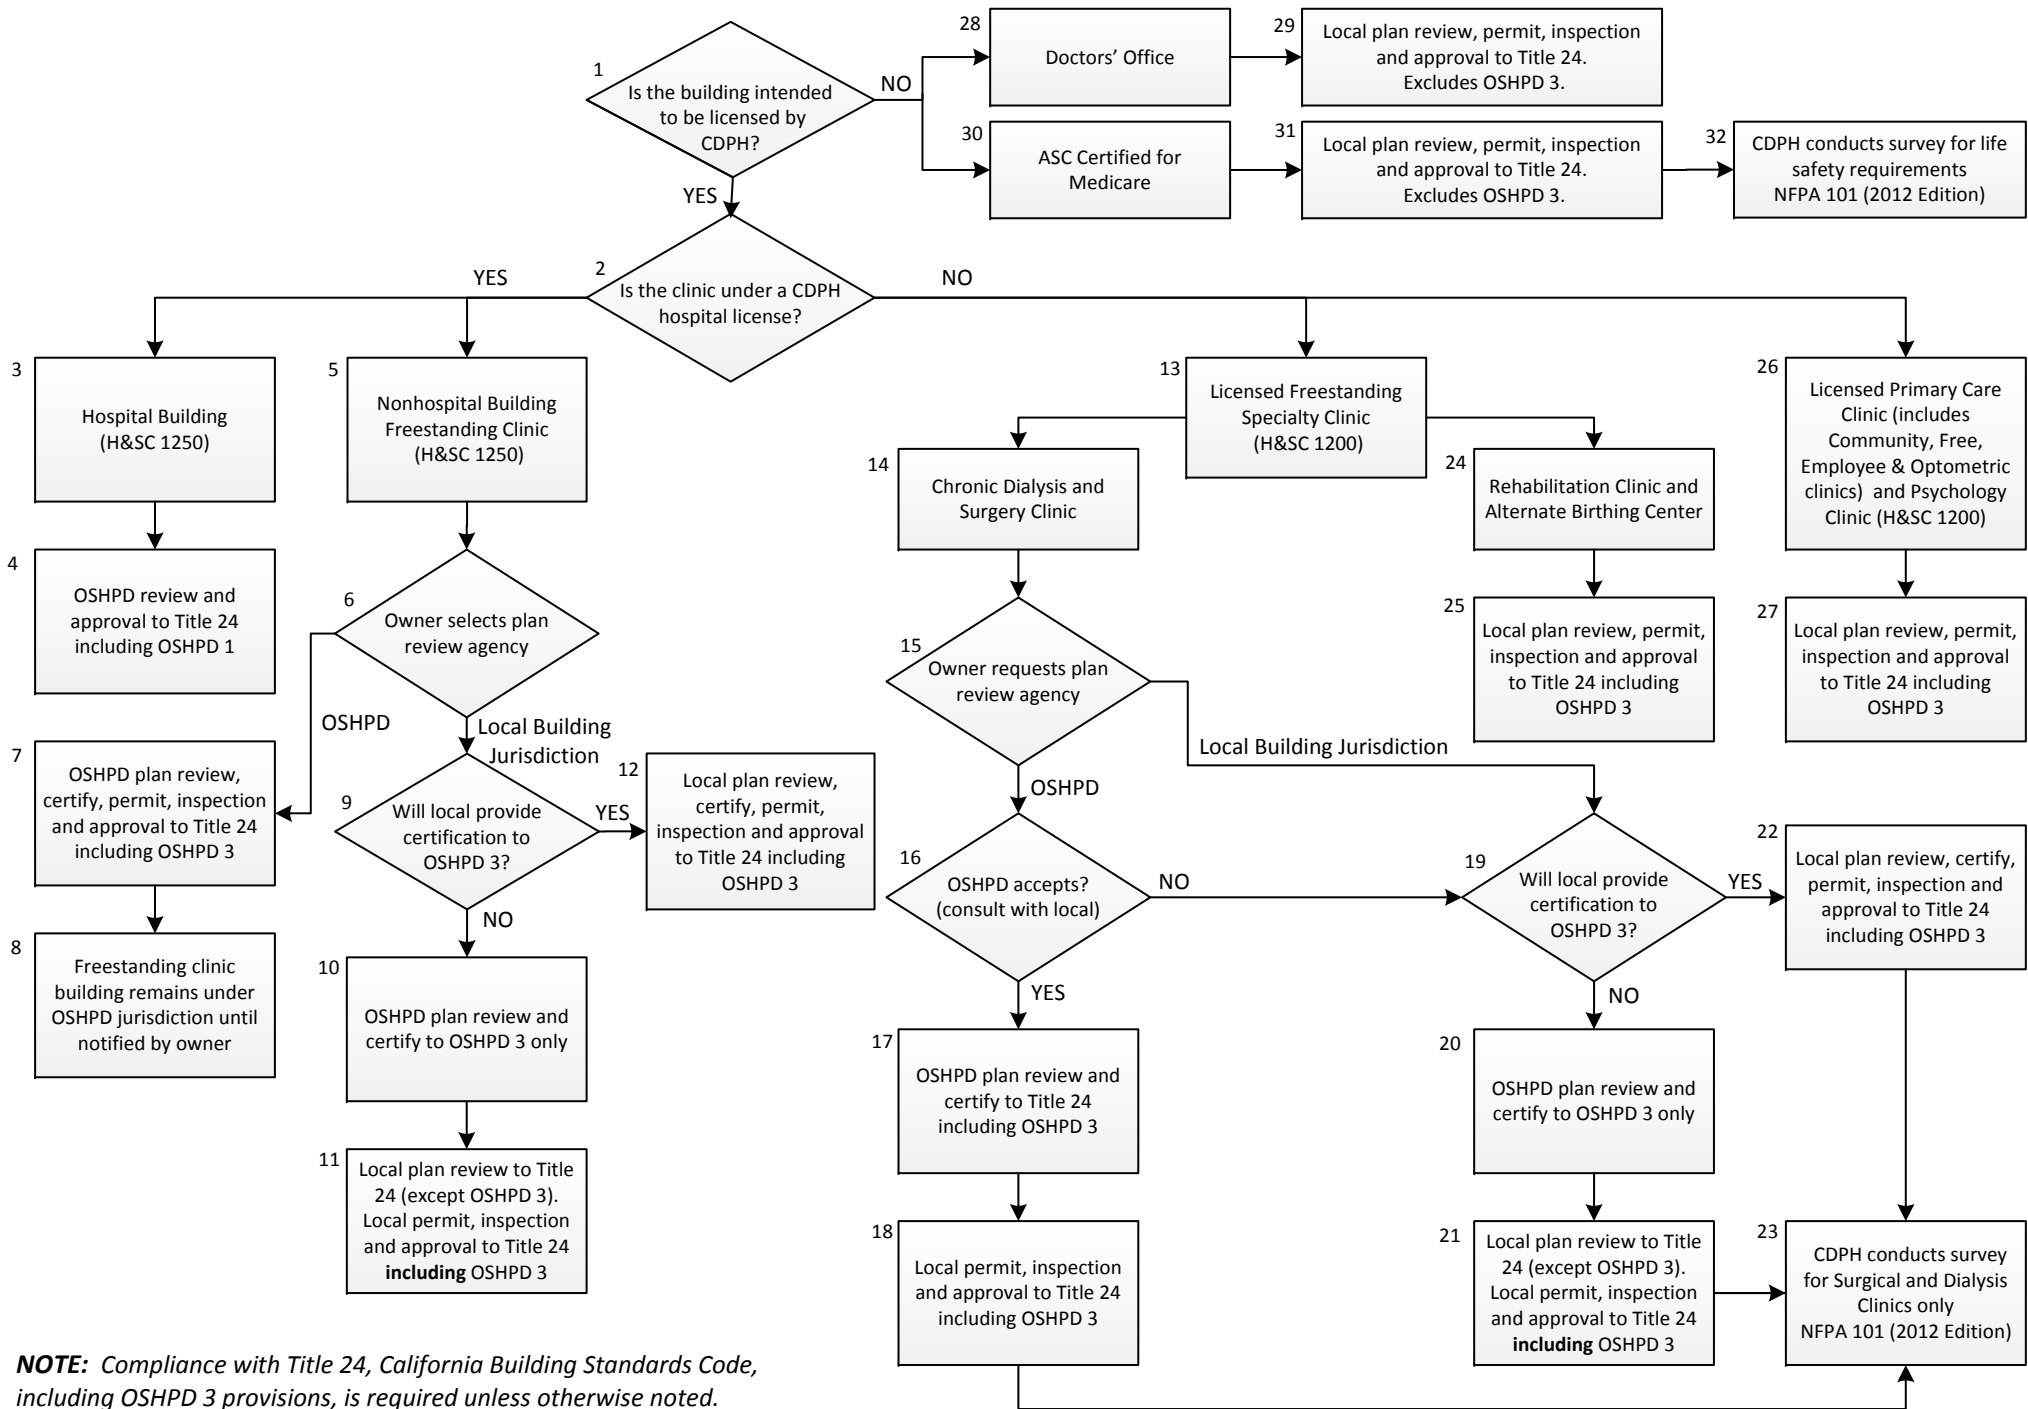 1
Is the building intended
to be licensed by
CDPH?
NO
28
Doctors’ Office
29
Local plan review, permit, inspection
and approval to Title 24.
Excludes OSHPD 3.
30
ASC Certified for
Medicare
31
Local plan review, permit, inspection
and approval to Title 24.
Excludes OSHPD 3.
32
CDPH conducts survey for life
safety requirements
NFPA 101 (2012 Edition)
YES
2
Is the clinic under a CDPH
hospital license?
YES
NO
3
Hospital Building
(H&SC 1250)
4
OSHPD review and
approval to Title 24
including OSHPD 1
5
Nonhospital Building
Freestanding Clinic
(H&SC 1250)
6
Owner selects plan
review agency
OSHPD
Local Building
Jurisdiction
7
OSHPD plan review,
certify, permit, inspection
and approval to Title 24
including OSHPD 3
8
Freestanding clinic
building remains under
OSHPD jurisdiction until
notified by owner
9
Will local provide
certification to
OSHPD 3?
YES
12
Local plan review,
certify, permit,
inspection and approval
to Title 24 including
OSHPD 3
NO
10
OSHPD plan review and
certify to OSHPD 3 only
11
Local plan review to Title
24 (except OSHPD 3).
Local permit, inspection
and approval to Title 24
including OSHPD 3
13
Licensed Freestanding
Specialty Clinic
(H&SC 1200)
14
Chronic Dialysis and
Surgery Clinic
15
Owner requests plan
review agency
Local Building Jurisdiction
OSHPD
16
OSHPD accepts?
(consult with local)
NO
YES
17
OSHPD plan review and
certify to Title 24
including OSHPD 3
18
Local permit, inspection
and approval to Title 24
including OSHPD 3
24
Rehabilitation Clinic and
Alternate Birthing Center
25
Local plan review, permit,
inspection and approval
to Title 24 including
OSHPD 3
26
Licensed Primary Care
Clinic (includes
Community, Free,
Employee & Optometric
clinics) and Psychology
Clinic (H&SC 1200)
27
Local plan review, permit,
inspection and approval
to Title 24 including
OSHPD 3
19
Will local provide
certification to
OSHPD 3?
YES
22
Local plan review, certify,
permit, inspection and
approval to Title 24
including OSHPD 3
NO
20
OSHPD plan review and
certify to OSHPD 3 only
21
Local plan review to Title
24 (except OSHPD 3).
Local permit, inspection
and approval to Title 24
including OSHPD 3
23
CDPH conducts survey
for Surgical and Dialysis
Clinics only
NFPA 101 (2012 Edition)
NOTE: Compliance with Title 24, California Building Standards Code,
including OSHPD 3 provisions, is required unless otherwise noted.